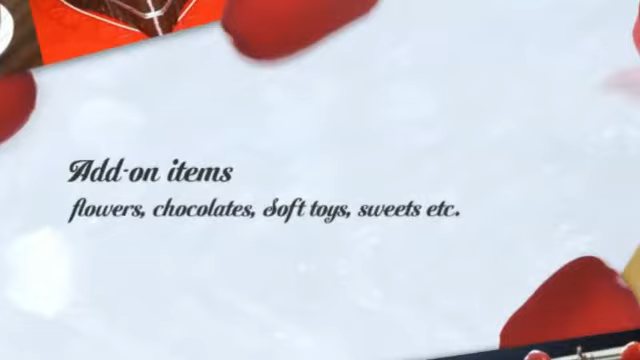 Add-on items
flowers, chocolates, Soft toys, sweets etc.